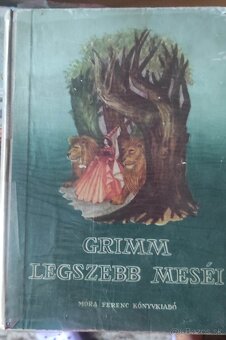 GRIMM
LEGSZEBB MESÉI
MÓRA FERENC KÖNYVKIADÓ